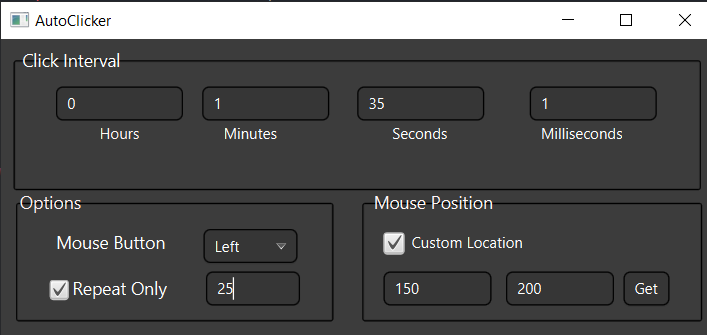 AutoClicker
Click Interval
0 1 35 1
Hours Minutes Seconds Milliseconds
Options
Mouse Button Left
Repeat Only 25
Mouse Position
Custom Location
150 200 Get